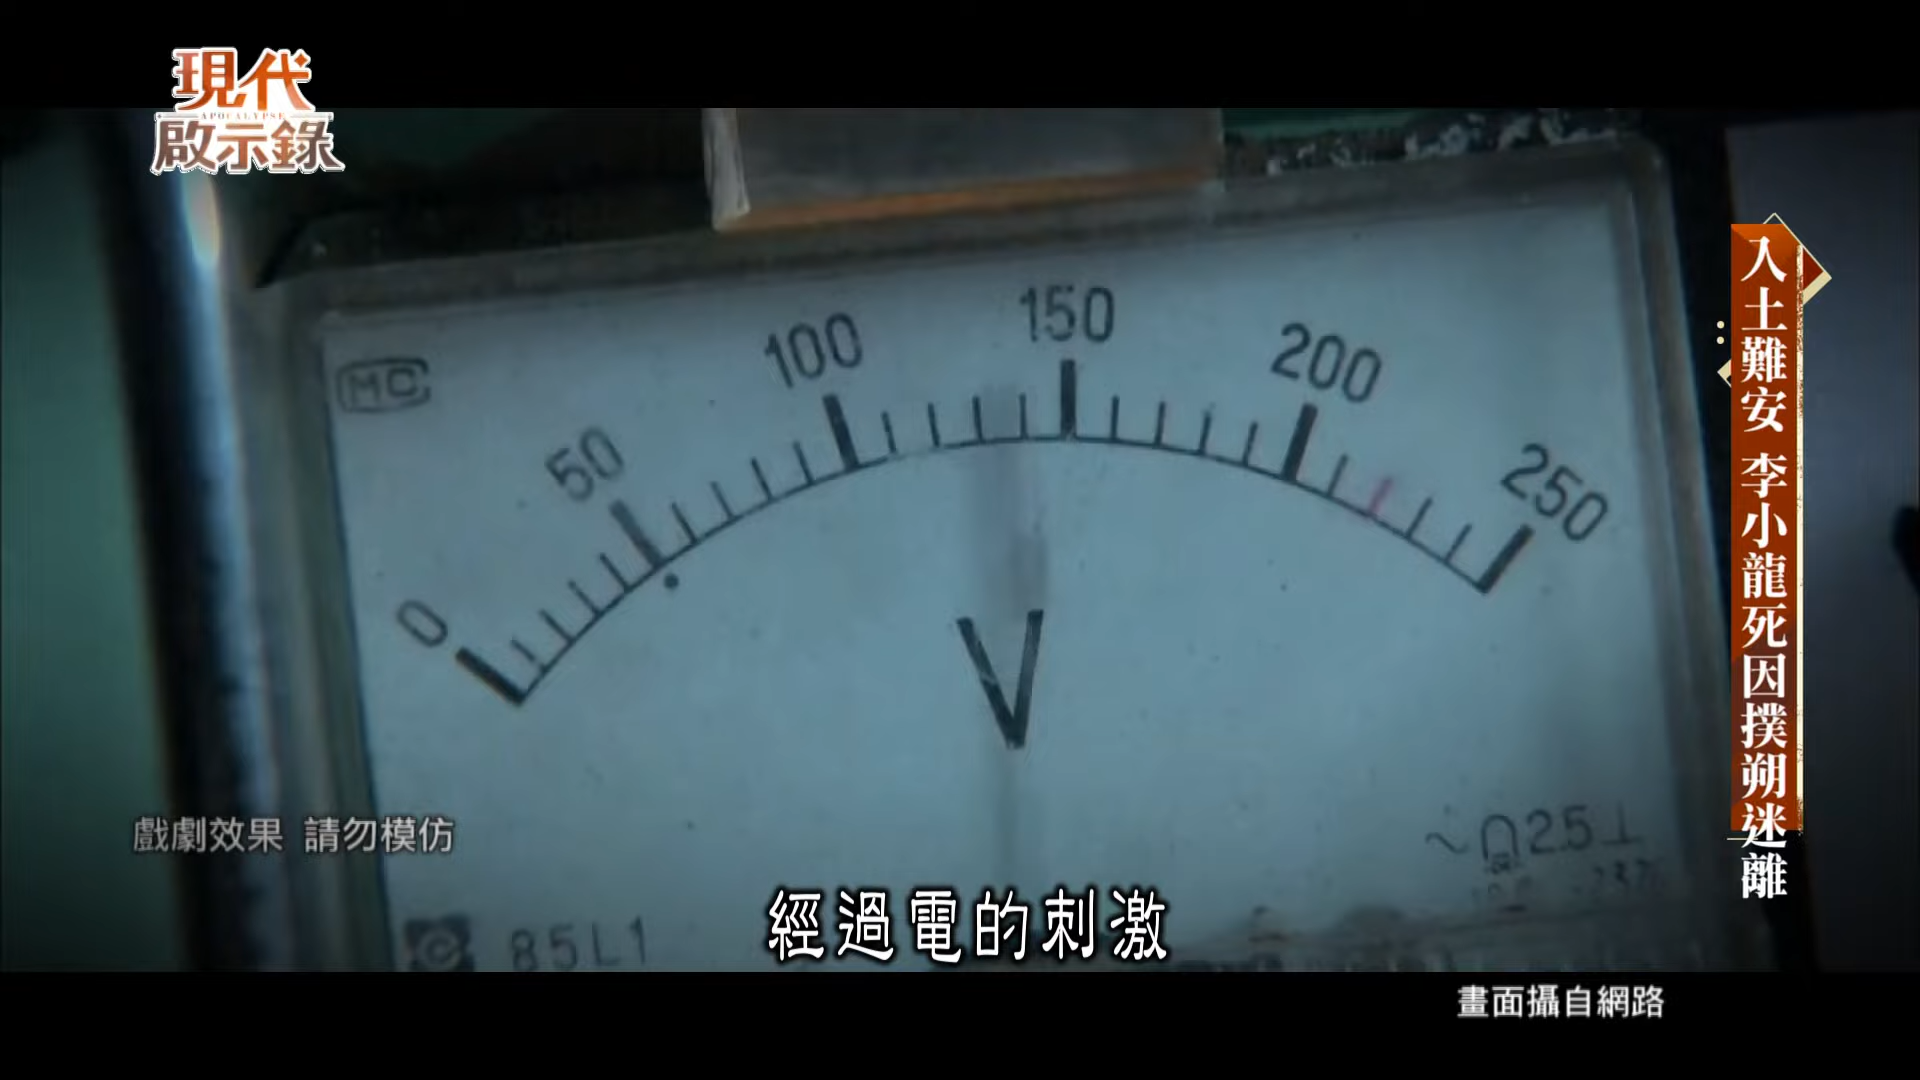 現代
APOCALYPSE
啟示錄
入土難安 李小龍死因撲朔迷離
MC
0
50
100
150
200
250
V
2.5
85L1
戲劇效果 請勿模仿
經過電的刺激
畫面攝自網路